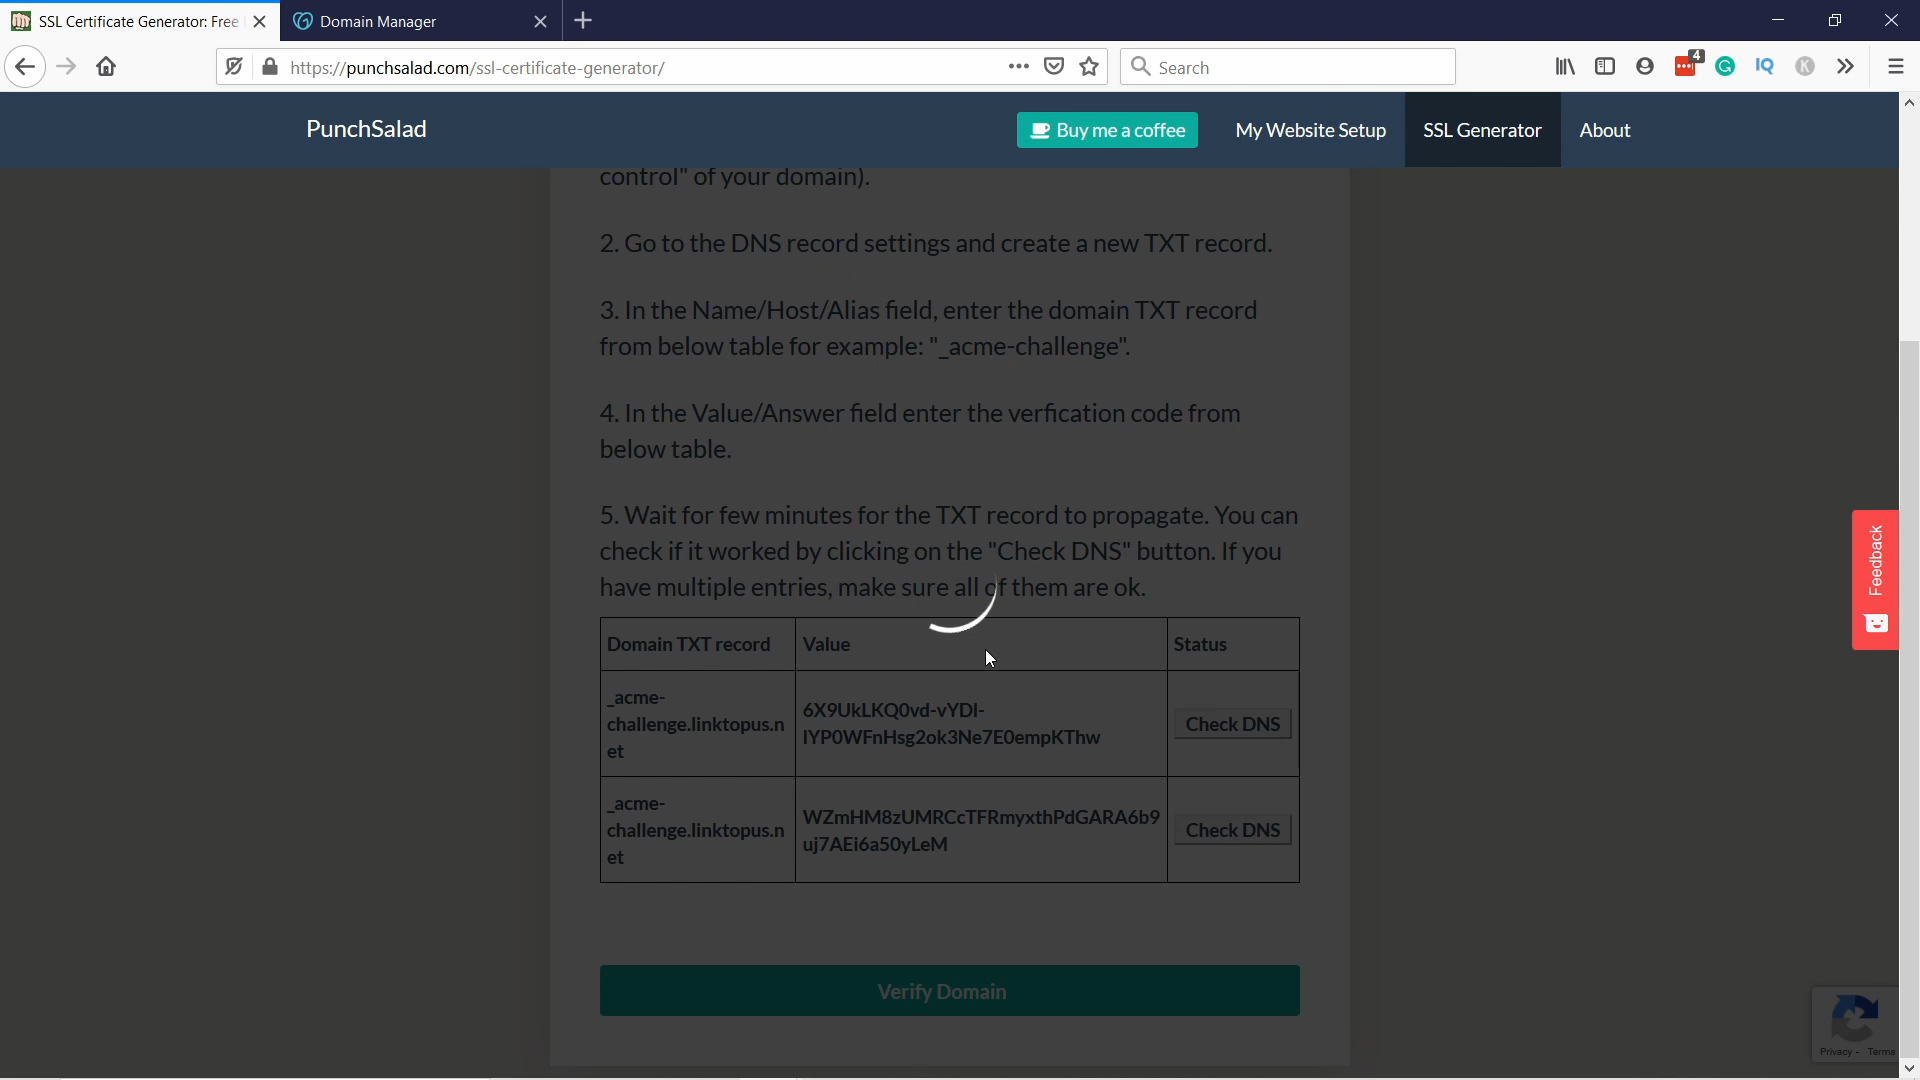 SSL Certificate Generator: Free
Domain Manager
https://punchsalad.com/ssl-certificate-generator/
Search
4
IQ
K
PunchSalad
Buy me a coffee
My Website Setup
SSL Generator
About
control" of your domain).
2. Go to the DNS record settings and create a new TXT record.
3. In the Name/Host/Alias field, enter the domain TXT record
from below table for example: "_acme-challenge".
4. In the Value/Answer field enter the verfication code from
below table.
5. Wait for few minutes for the TXT record to propagate. You can
check if it worked by clicking on the "Check DNS" button. If you
have multiple entries, make sure all of them are ok.
Feedback
Domain TXT record
Value
Status
_acme-
challenge.linktopus.n
et
6X9UkLKQ0vd-vYDI-
IYP0WFnHsg2ok3Ne7E0empKThw
Check DNS
_acme-
challenge.linktopus.n
et
WZmHM8zUMRCcTFRmyxthPdGARA6b9
uj7AEi6a50yLeM
Check DNS
Verify Domain
Privacy - Terms